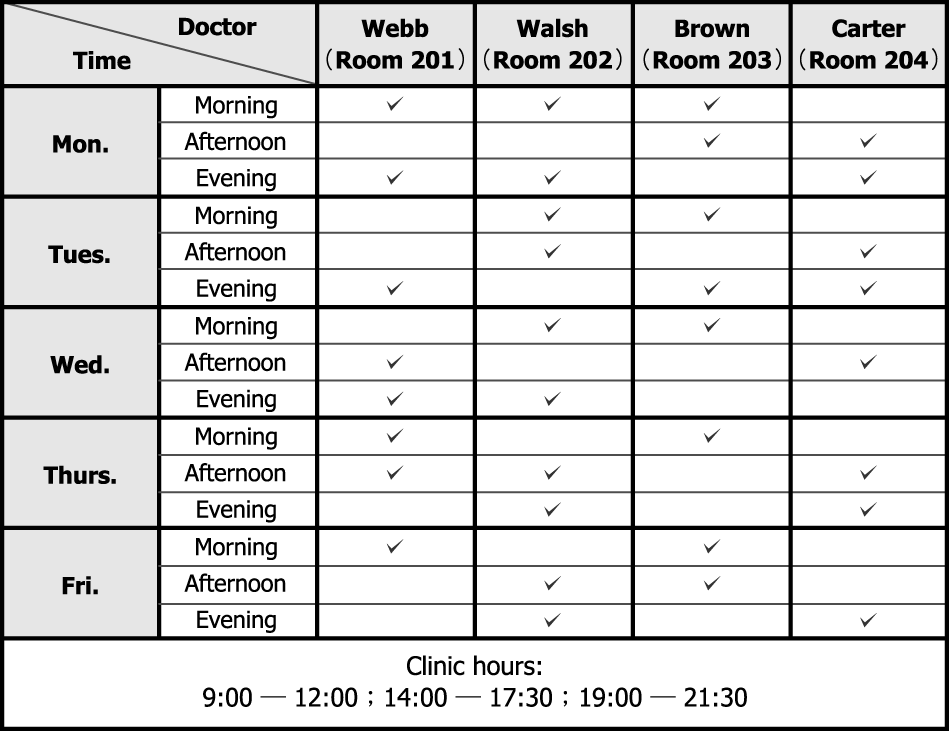 Doctor Webb Walsh Brown Carter
Time (Room 201) (Room 202) (Room 203) (Room 204)
Mon. Morning ✓ ✓ ✓
Afternoon ✓ ✓
Evening ✓ ✓ ✓
Tues. Morning ✓ ✓
Afternoon ✓ ✓
Evening ✓ ✓ ✓
Wed. Morning ✓ ✓
Afternoon ✓ ✓
Evening ✓ ✓
Thurs. Morning ✓ ✓
Afternoon ✓ ✓ ✓
Evening ✓ ✓
Fri. Morning ✓ ✓
Afternoon ✓ ✓
Evening ✓ ✓
Clinic hours:
9:00 — 12:00 ; 14:00 — 17:30 ; 19:00 — 21:30